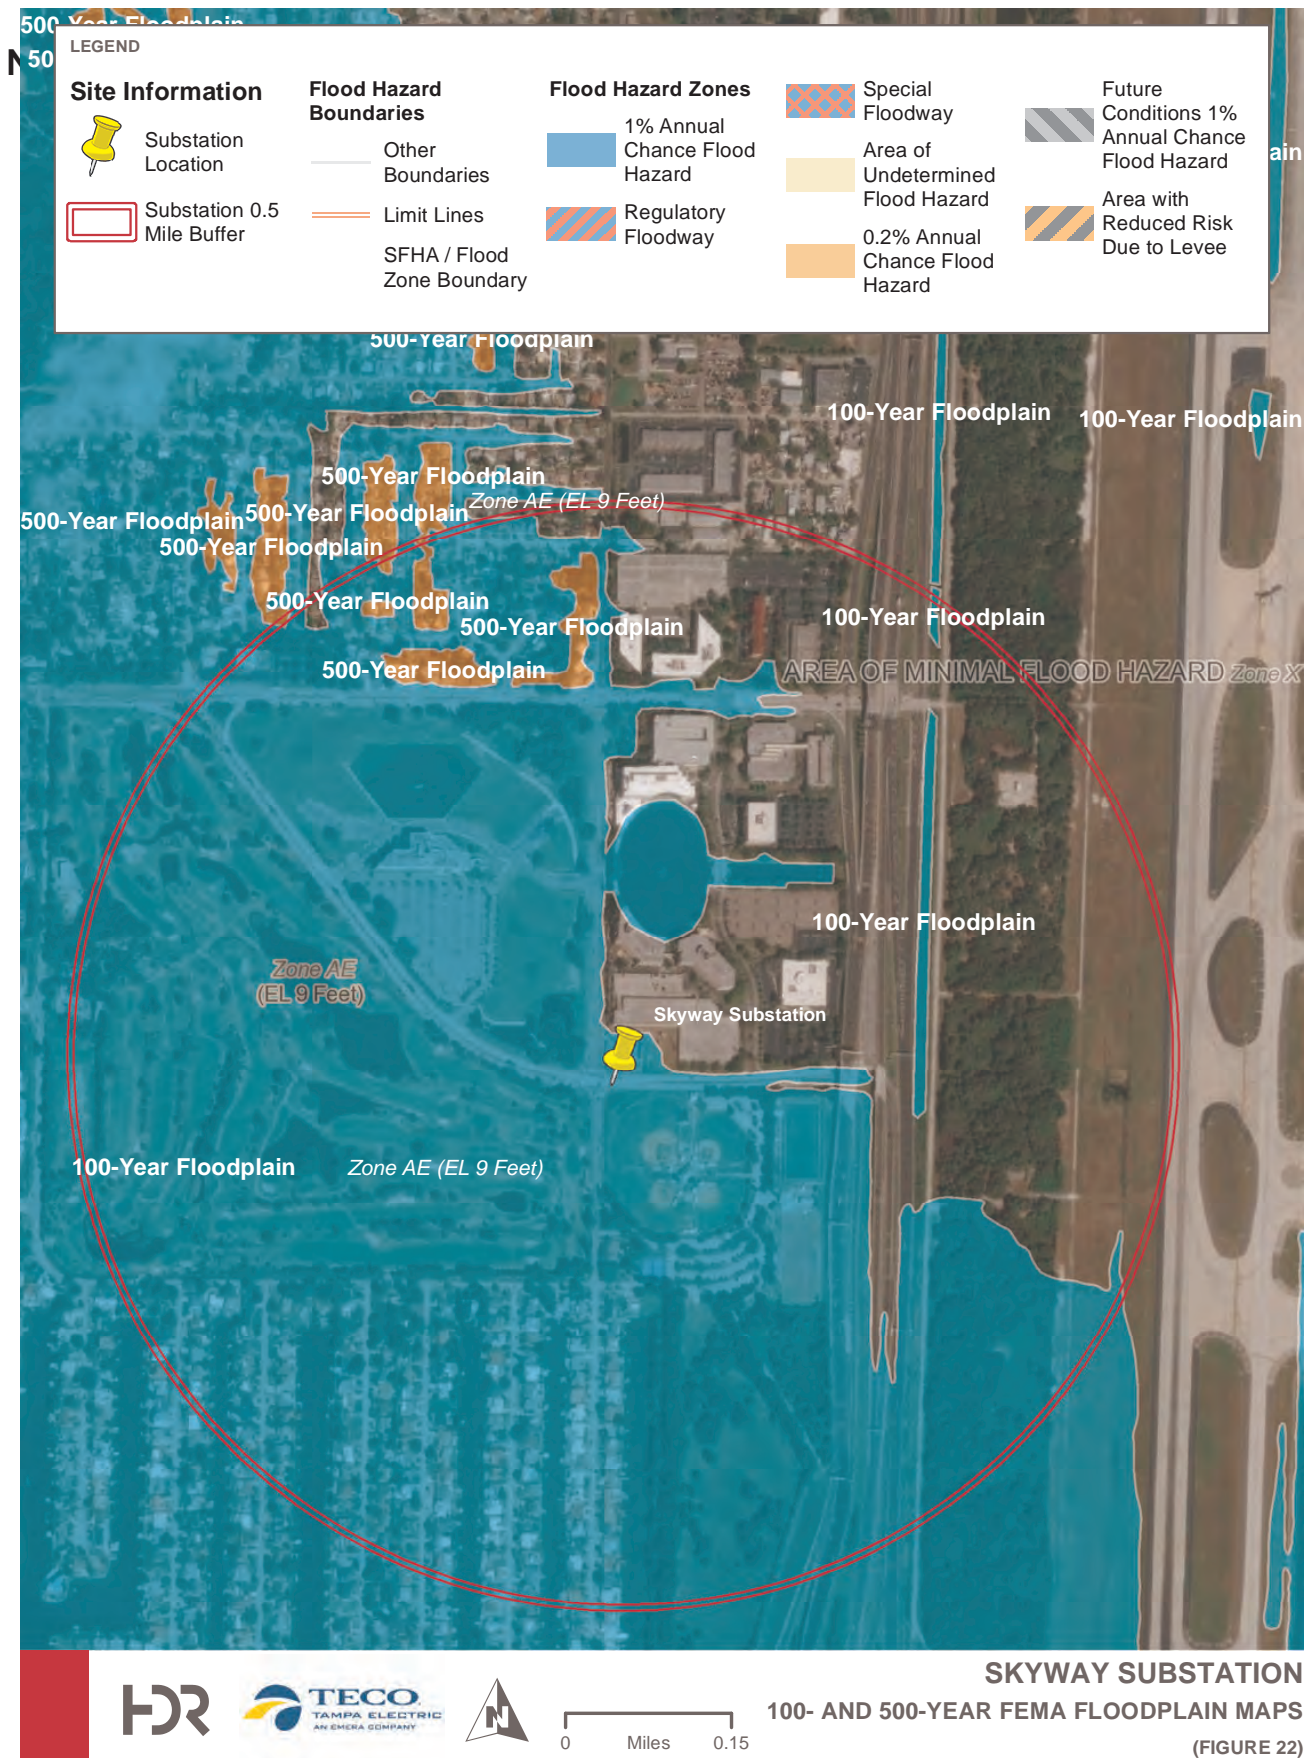 500-Year Floodplain
N
50
LEGEND
Site Information
Substation
Location
Substation 0.5
Mile Buffer
Flood Hazard
Boundaries
Other
Boundaries
Limit Lines
SFHA / Flood
Zone Boundary
Flood Hazard Zones
1% Annual
Chance Flood
Hazard
Regulatory
Floodway
Special
Floodway
Area of
Undetermined
Flood Hazard
0.2% Annual
Chance Flood
Hazard
Future
Conditions 1%
Annual Chance
Flood Hazard
Area with
Reduced Risk
Due to Levee
ain
500-Year Floodplain
100-Year Floodplain
100-Year Floodplain
500-Year Floodplain
Zone AE (EL 9 Feet)
500-Year Floodplain
500-Year Floodplain
500-Year Floodplain
500-Year Floodplain
100-Year Floodplain
500-Year Floodplain
500-Year Floodplain
AREA OF MINIMAL FLOOD HAZARD Zone X
100-Year Floodplain
Zone AE
(EL 9 Feet)
Skyway Substation
100-Year Floodplain
Zone AE (EL 9 Feet)
HDR
TECO
TAMPA ELECTRIC
AN EMERA COMPANY
N
0 Miles 0.15
SKYWAY SUBSTATION
100- AND 500-YEAR FEMA FLOODPLAIN MAPS
(FIGURE 22)